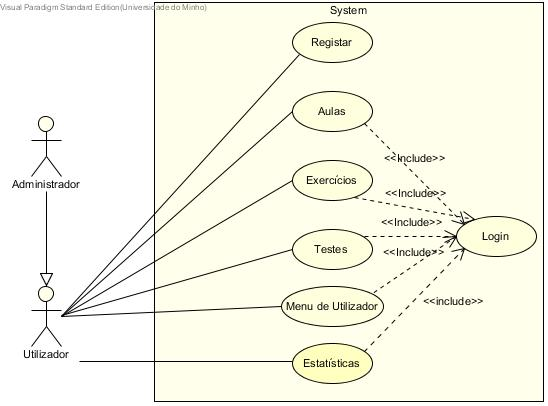 Visual Paradigm Standard Edition(Universidade do Minho)
System
Registar
Aulas
<<Include>>
Administrador
Exercícios
<<Include>>
<<Include>>
Login
Testes
<<Include>>
Menu de Utilizador
<<include>>
Utilizador
Estatísticas